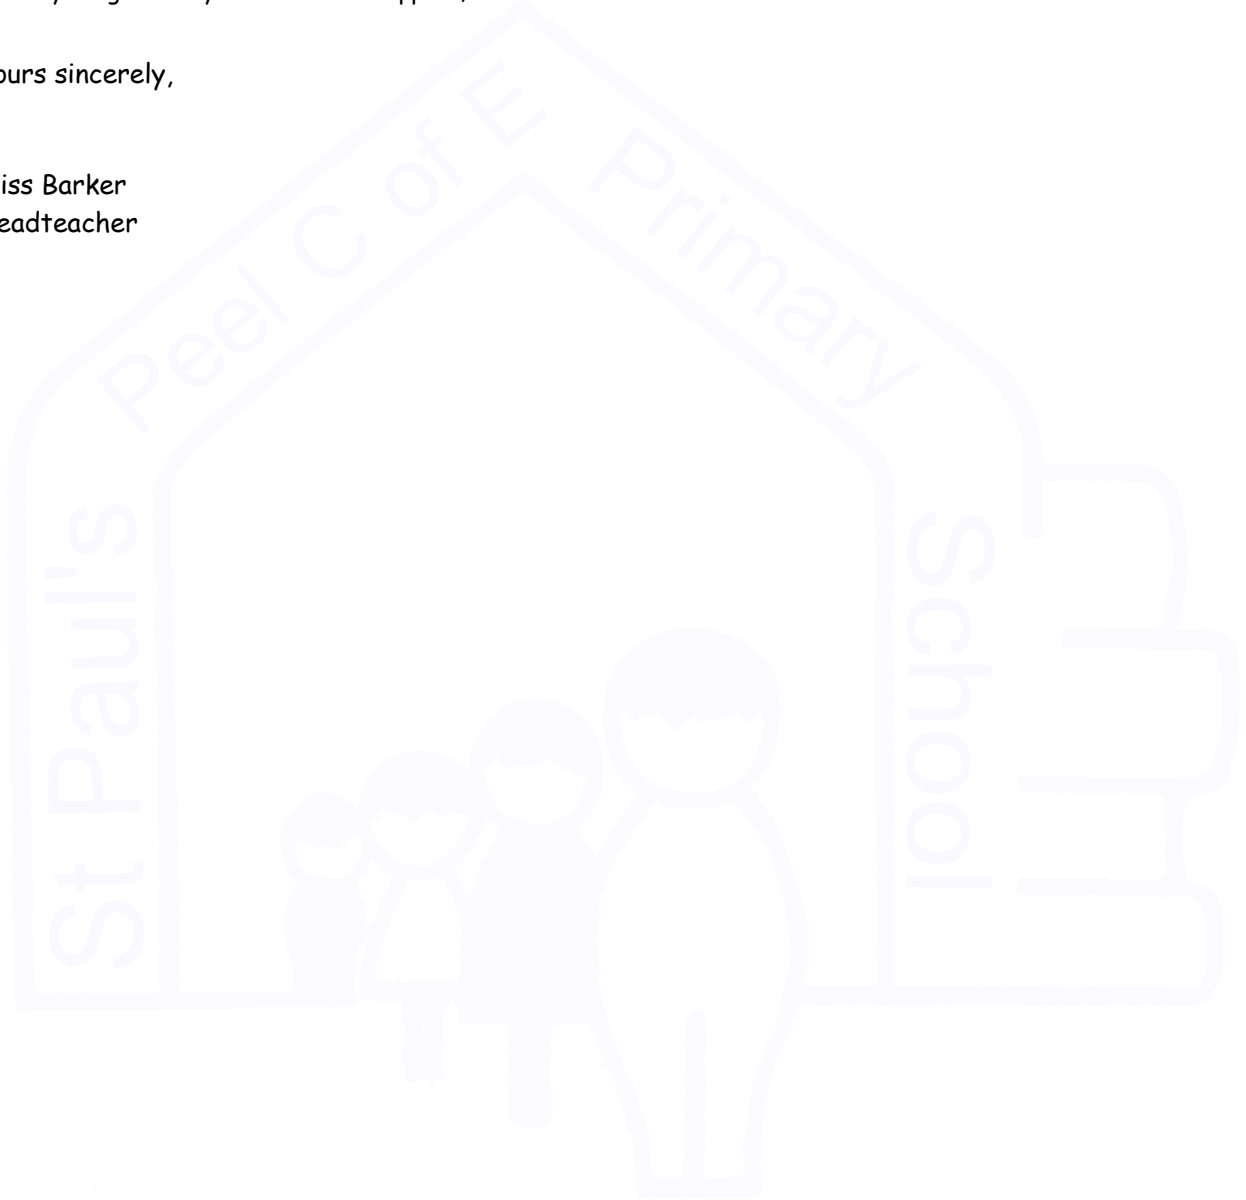 ours sincerely,
iss Barker
eadteacher
St Paul's Peel C of E Primary School